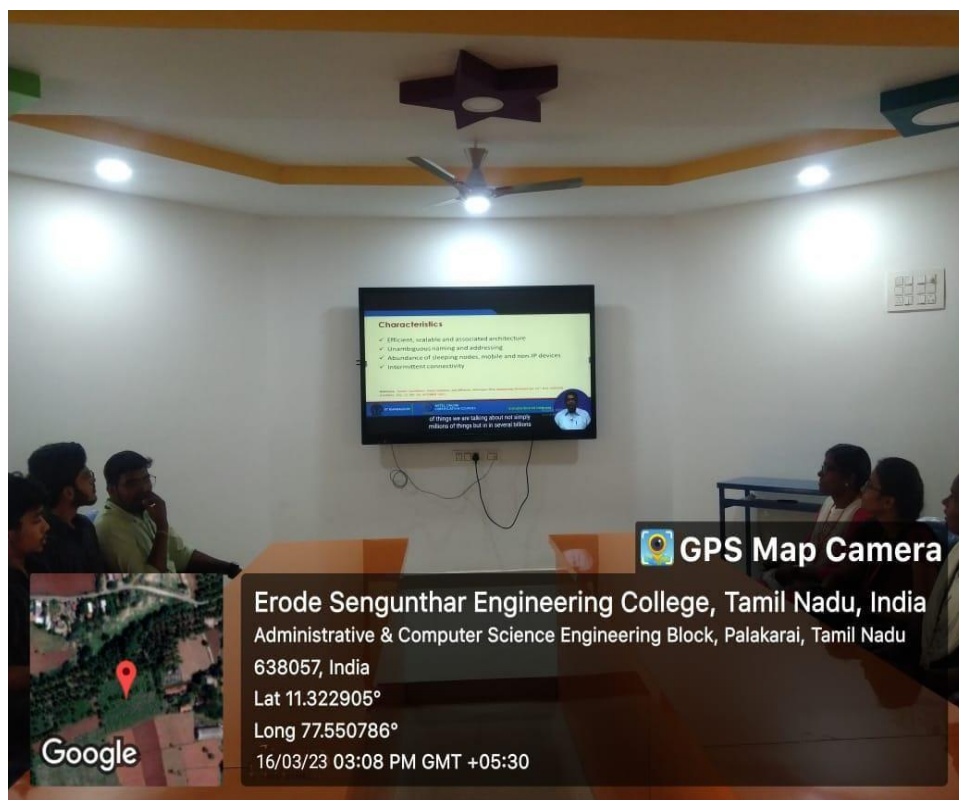 Characteristics
✓ Efficient, scalable and associated architecture
✓ Unambiguous naming and addressing
✓ Abundance of sleeping nodes, mobile and non-IP devices
✓ Intermittent connectivity
of things we are talking about not simply
millions of things but in in several billions
GPS Map Camera
Erode Sengunthar Engineering College, Tamil Nadu, India
Administrative & Computer Science Engineering Block, Palakarai, Tamil Nadu
638057, India
Lat 11.322905°
Long 77.550786°
16/03/23 03:08 PM GMT +05:30
Google